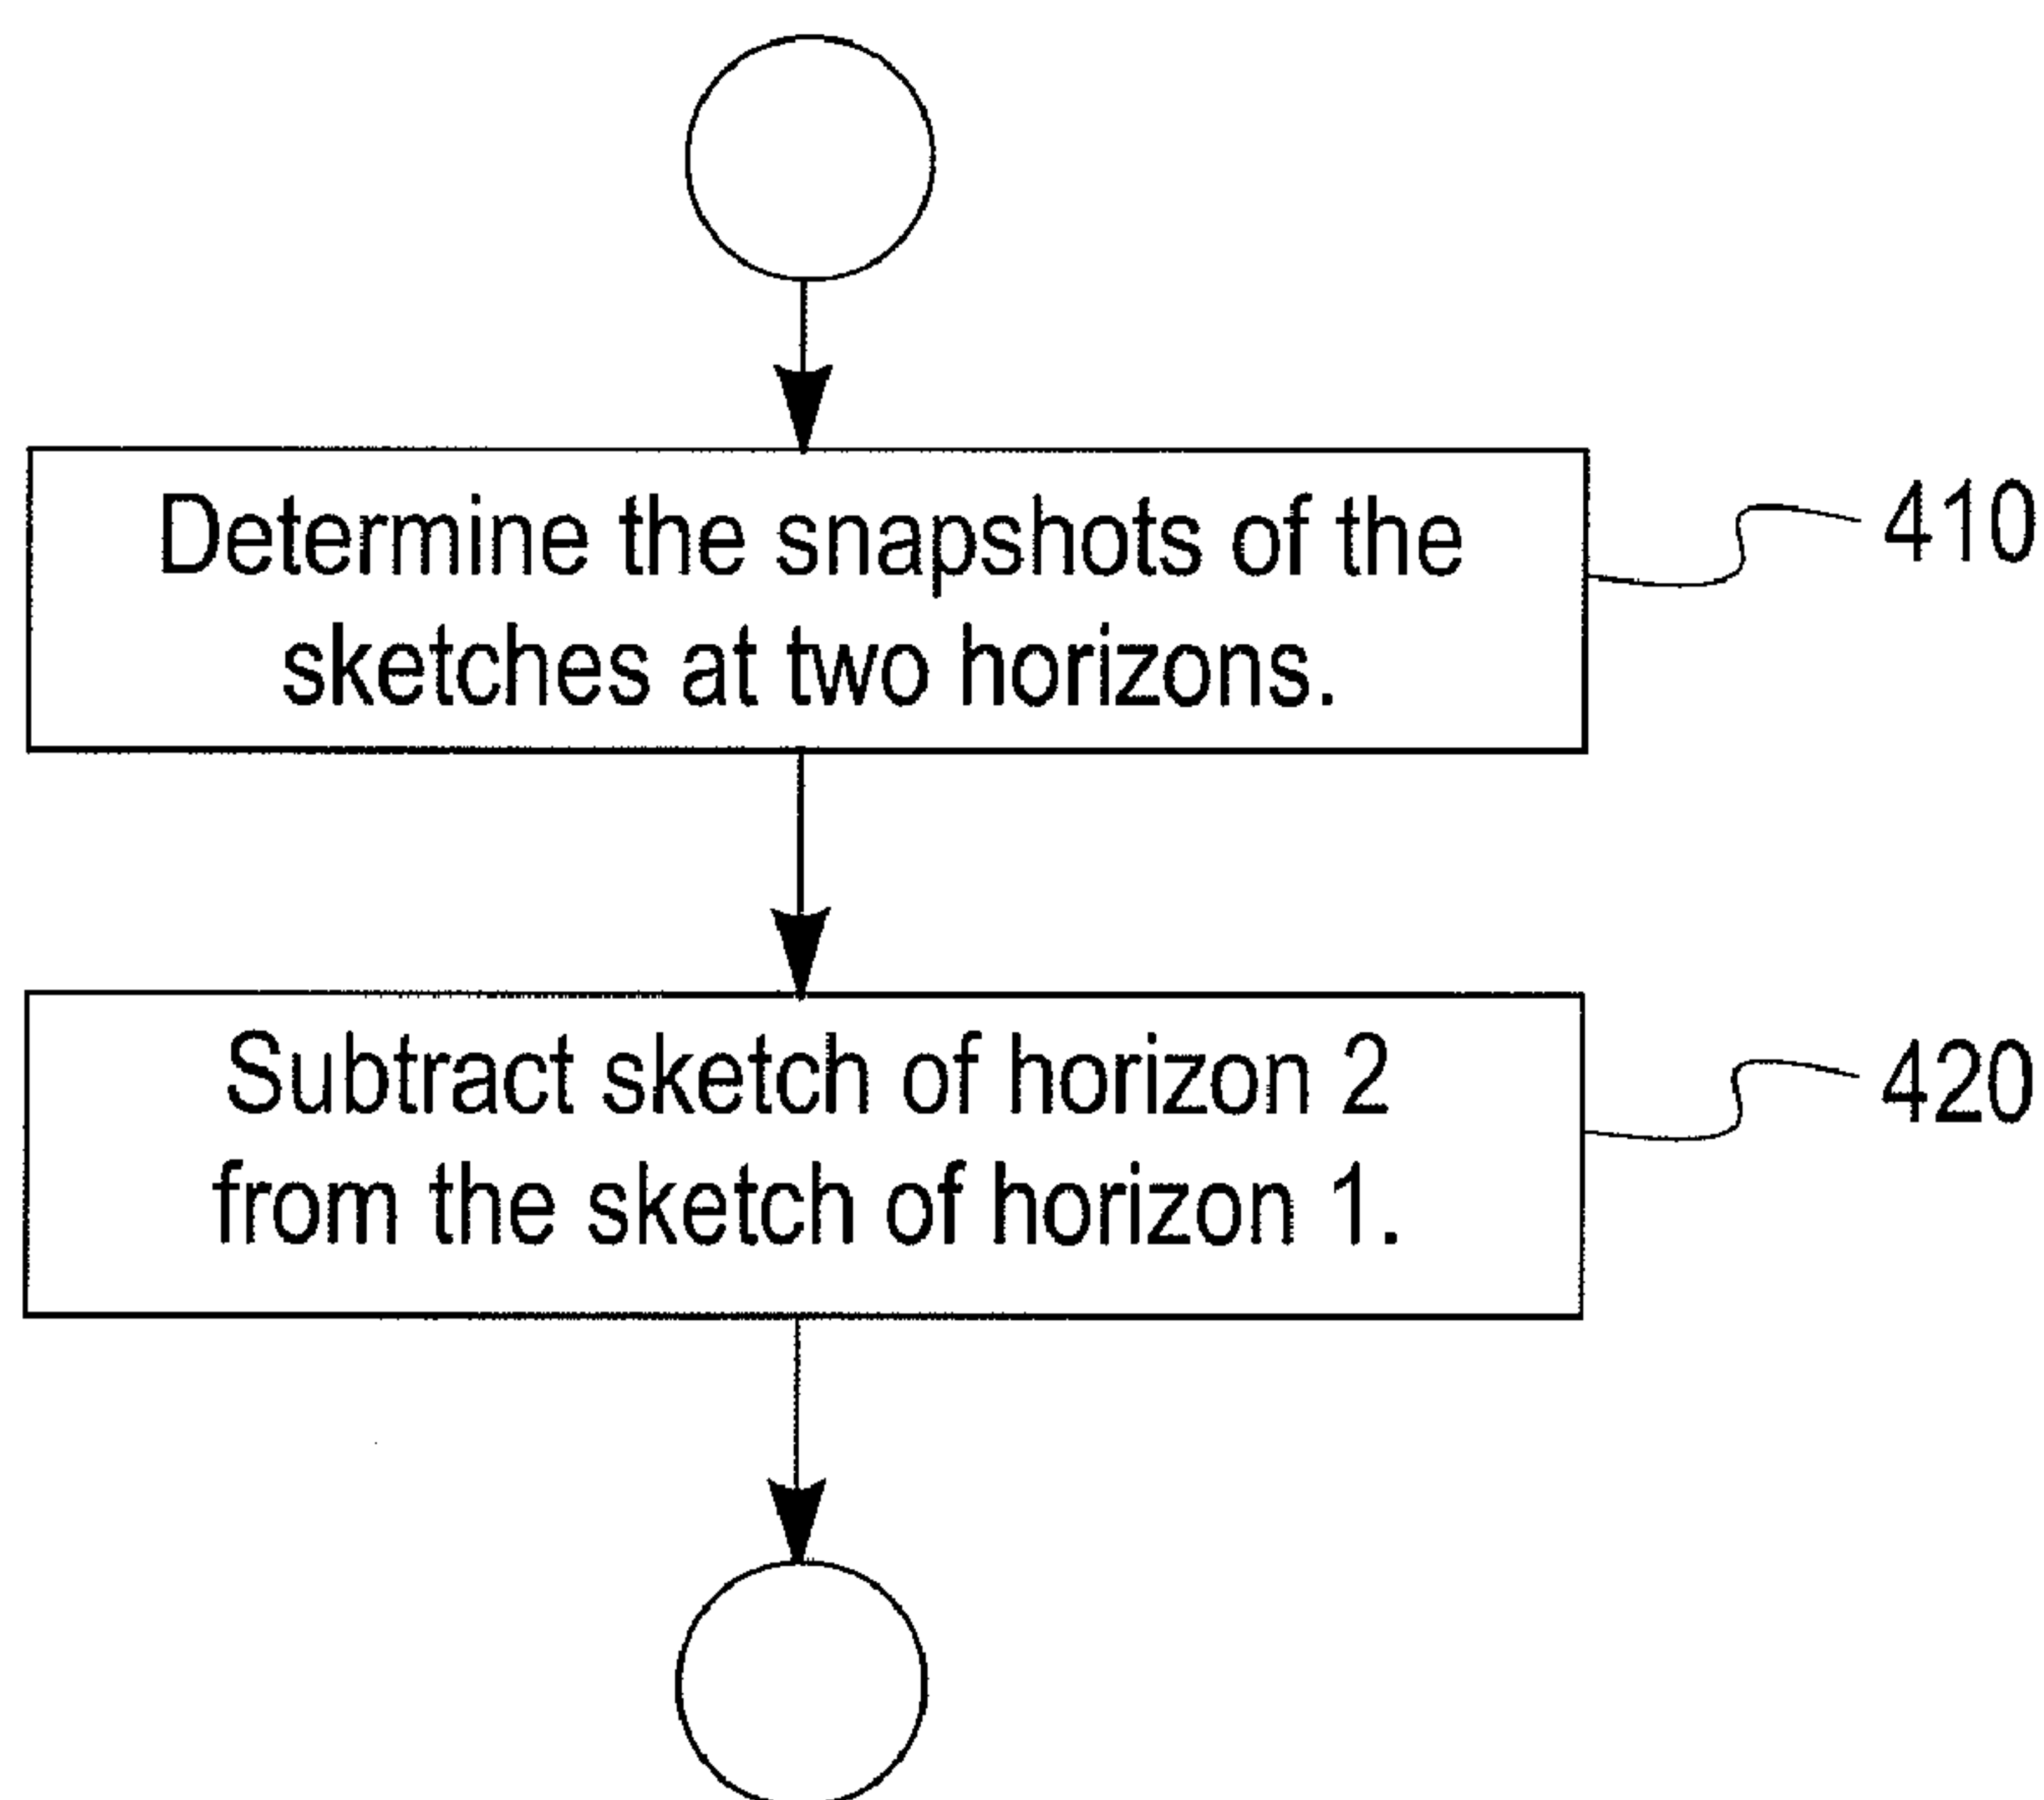 Determine the snapshots of the
sketches at two horizons.
410
Subtract sketch of horizon 2
from the sketch of horizon 1.
420